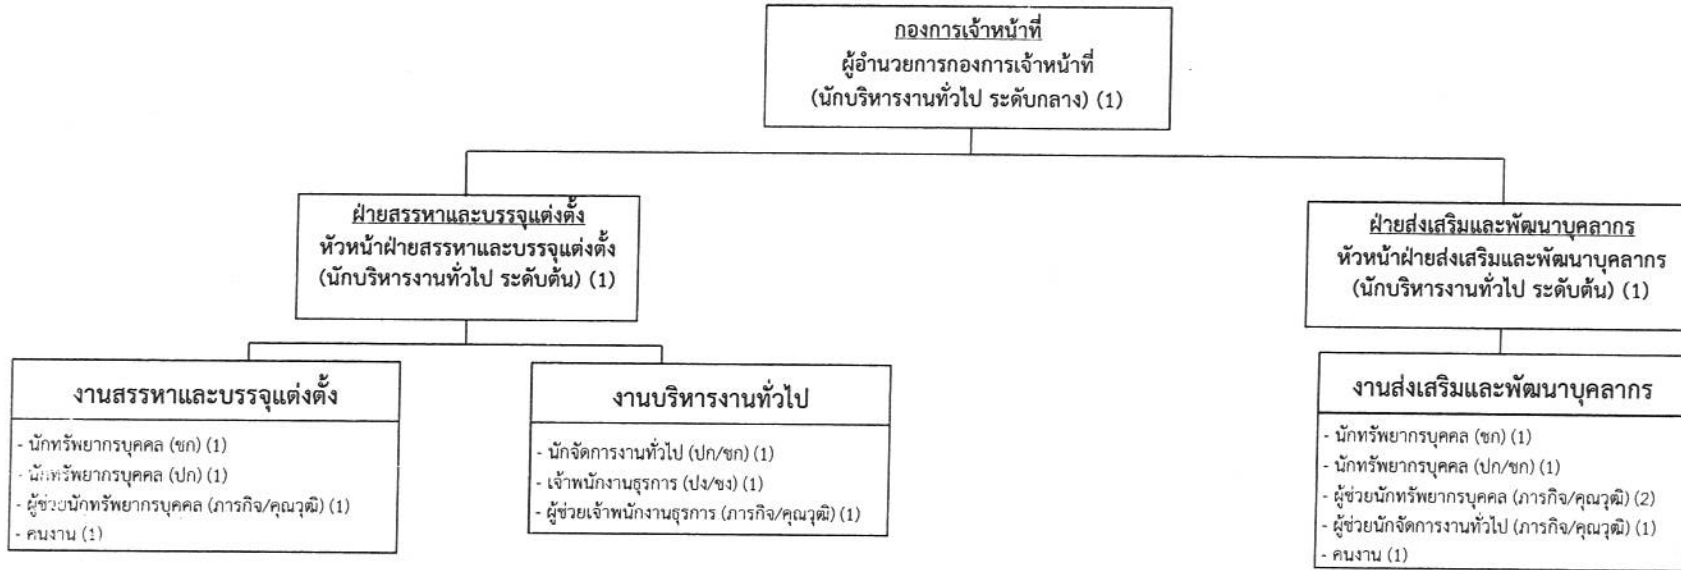 กองการเจ้าหน้าที่
ผู้อำนวยการกองการเจ้าหน้าที่
(นักบริหารงานทั่วไป ระดับกลาง) (1)
ฝ่ายสรรหาและบรรจุแต่งตั้ง
หัวหน้าฝ่ายสรรหาและบรรจุแต่งตั้ง
(นักบริหารงานทั่วไป ระดับต้น) (1)
ฝ่ายส่งเสริมและพัฒนาบุคลากร
หัวหน้าฝ่ายส่งเสริมและพัฒนาบุคลากร
(นักบริหารงานทั่วไป ระดับต้น) (1)
งานสรรหาและบรรจุแต่งตั้ง
- นักทรัพยากรบุคคล (ชก) (1)
- นักทรัพยากรบุคคล (ปก) (1)
- ผู้ช่วยนักทรัพยากรบุคคล (ภารกิจ/คุณวุฒิ) (1)
- คนงาน (1)
งานบริหารงานทั่วไป
- นักจัดการงานทั่วไป (ปก/ชก) (1)
- เจ้าพนักงานธุรการ (ปง/ชง) (1)
- ผู้ช่วยเจ้าพนักงานธุรการ (ภารกิจ/คุณวุฒิ) (1)
งานส่งเสริมและพัฒนาบุคลากร
- นักทรัพยากรบุคคล (ชก) (1)
- นักทรัพยากรบุคคล (ปก/ชก) (1)
- ผู้ช่วยนักทรัพยากรบุคคล (ภารกิจ/คุณวุฒิ) (2)
- ผู้ช่วยนักจัดการงานทั่วไป (ภารกิจ/คุณวุฒิ) (1)
- คนงาน (1)